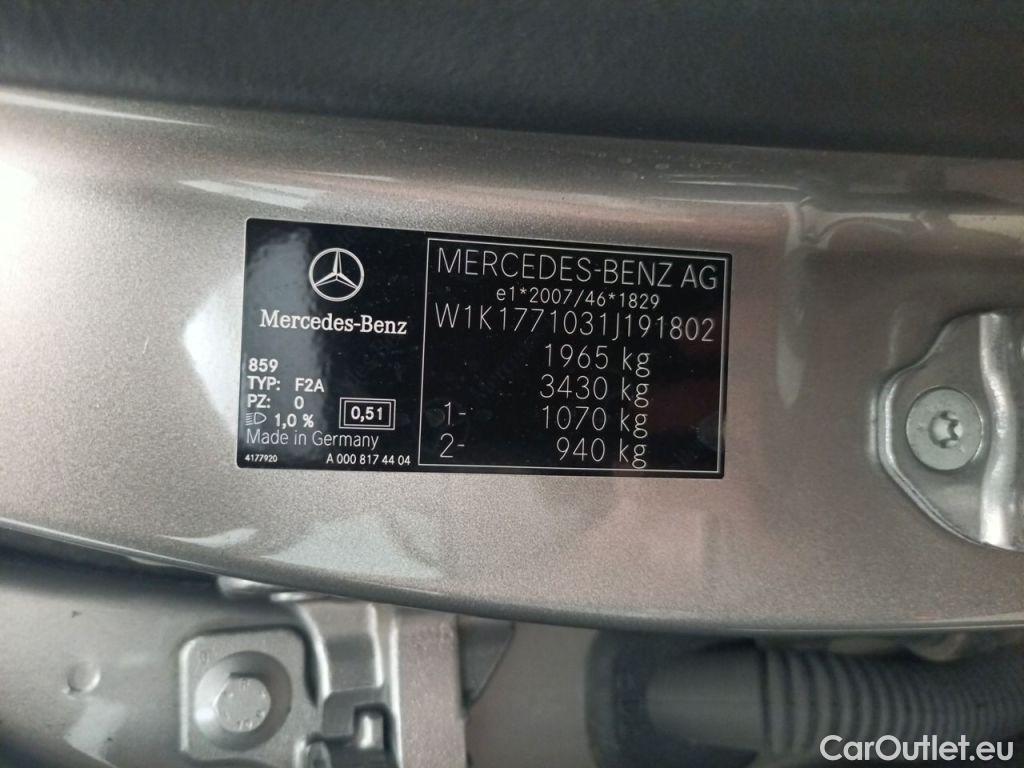 Mercedes-Benz
859
TYP: F2A
PZ: 0
1,0 %
0,51
Made in Germany
4177920 A 000 817 44 04
MERCEDES-BENZ AG
e1*2007/46*1829
W1K1771031J191802
1965 kg
3430 kg
1- 1070 kg
2- 940 kg
CarOutlet.eu